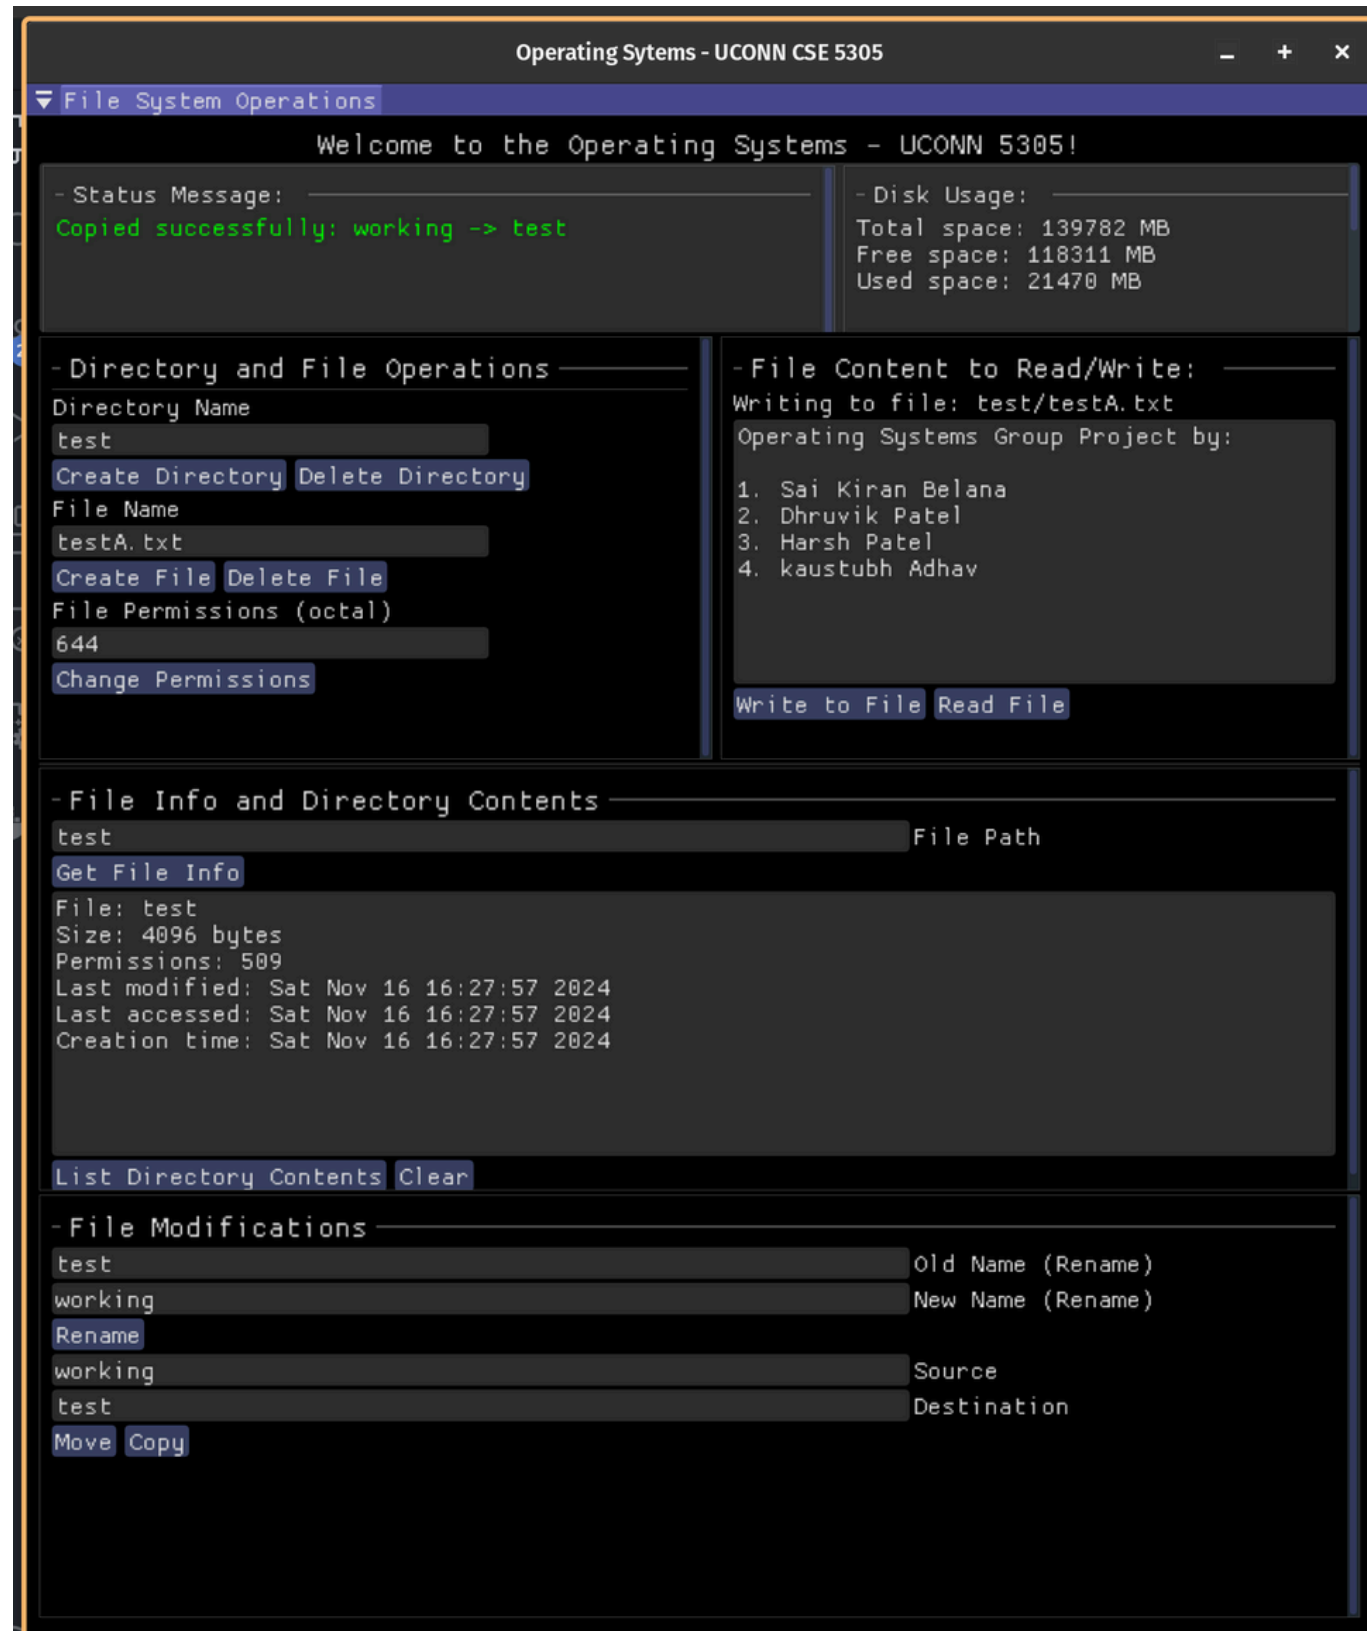 Operating Sytems - UCONN CSE 5305
File System Operations
Welcome to the Operating Systems - UCONN 5305!
Status Message:
Copied successfully: working -> test
Disk Usage:
Total space: 139782 MB
Free space: 118311 MB
Used space: 21470 MB
Directory and File Operations
Directory Name
test
Create Directory Delete Directory
File Name
testA.txt
Create File Delete File
File Permissions (octal)
644
Change Permissions
File Content to Read/Write:
Writing to file: test/testA.txt
Operating Systems Group Project by:
1. Sai Kiran Belana
2. Dhruvik Patel
3. Harsh Patel
4. kaustubh Adhav
Write to File Read File
File Info and Directory Contents
test File Path
Get File Info
File: test
Size: 4096 bytes
Permissions: 509
Last modified: Sat Nov 16 16:27:57 2024
Last accessed: Sat Nov 16 16:27:57 2024
Creation time: Sat Nov 16 16:27:57 2024
List Directory Contents Clear
File Modifications
test Old Name (Rename)
working New Name (Rename)
Rename
working Source
test Destination
Move Copy